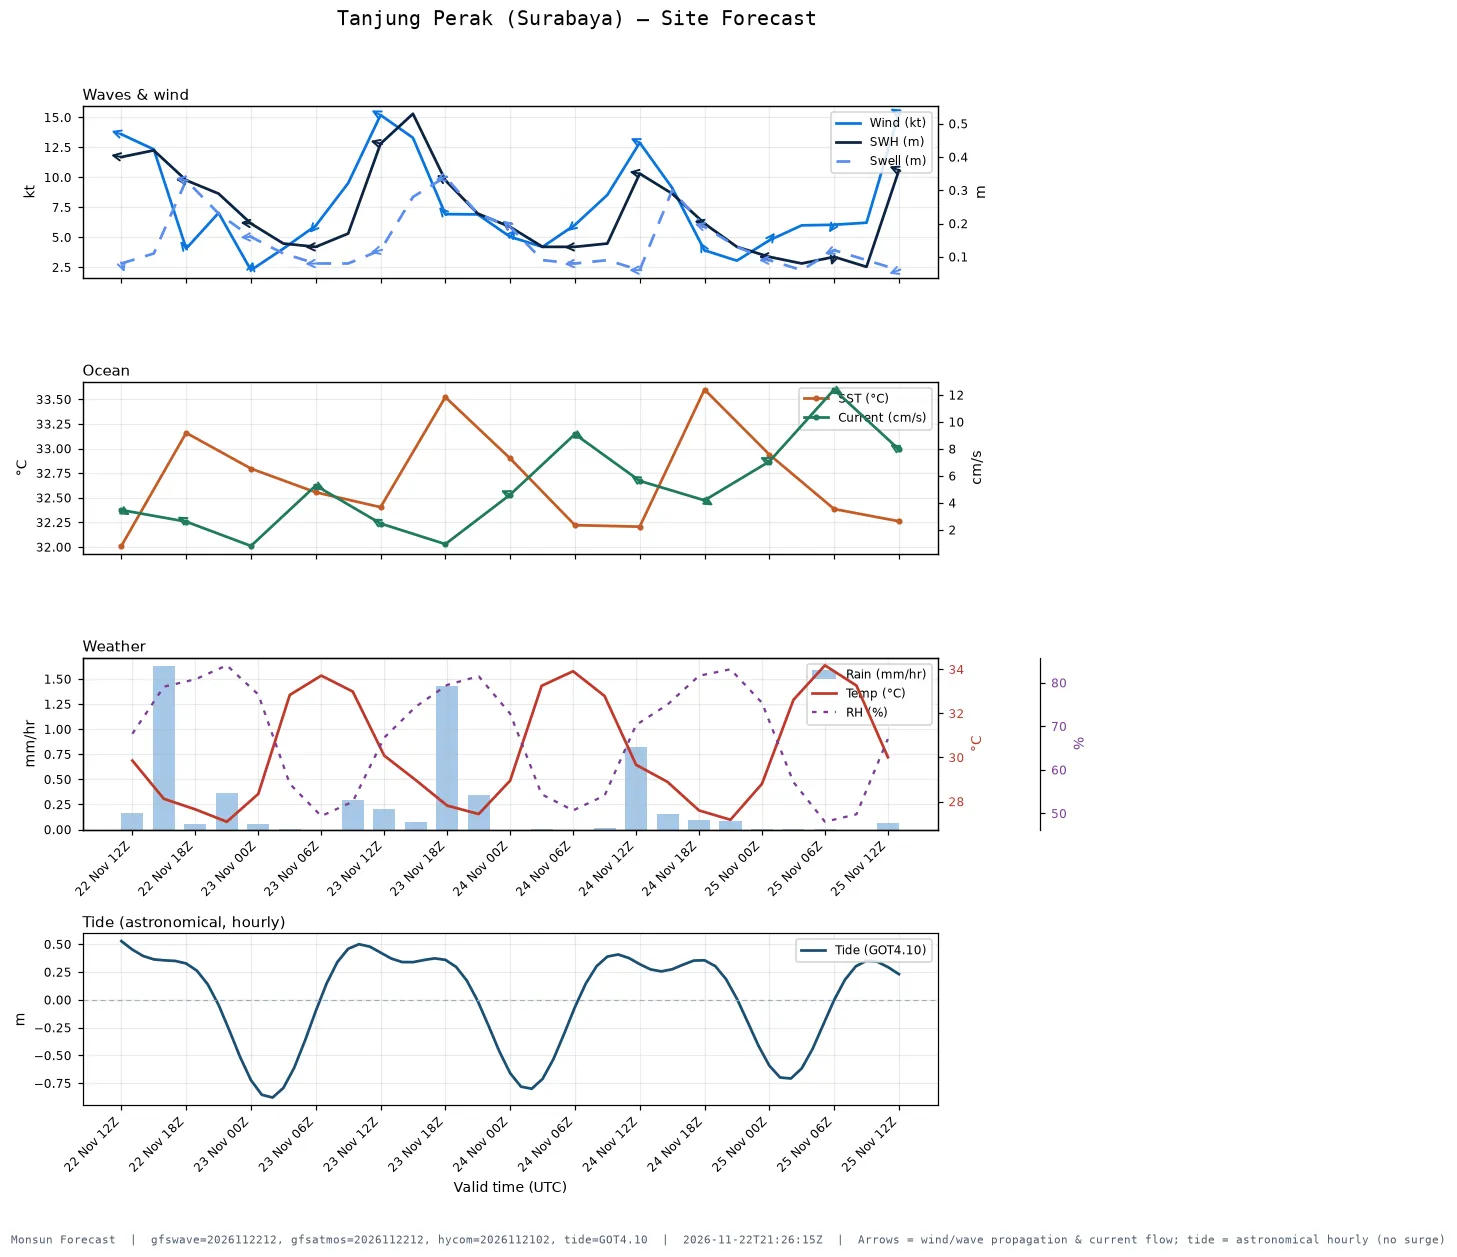 Tanjung Perak (Surabaya) — Site Forecast
Waves & wind
15.0
12.5
10.0
7.5
5.0
2.5
kt
0.5
0.4
0.3
0.2
0.1
m
Wind (kt)
SWH (m)
Swell (m)
Ocean
33.50
33.25
33.00
32.75
32.50
32.25
32.00
°C
12
10
8
6
4
2
cm/s
SST (°C)
Current (cm/s)
Weather
1.50
1.25
1.00
0.75
0.50
0.25
0.00
mm/hr
34
32
30
28
°C
80
70
60
50
%
Rain (mm/hr)
Temp (°C)
RH (%)
22 Nov 12Z
22 Nov 18Z
23 Nov 00Z
23 Nov 06Z
23 Nov 12Z
23 Nov 18Z
24 Nov 00Z
24 Nov 06Z
24 Nov 12Z
24 Nov 18Z
25 Nov 00Z
25 Nov 06Z
25 Nov 12Z
Tide (astronomical, hourly)
0.50
0.25
0.00
−0.25
−0.50
−0.75
m
Tide (GOT4.10)
22 Nov 12Z
22 Nov 18Z
23 Nov 00Z
23 Nov 06Z
23 Nov 12Z
23 Nov 18Z
24 Nov 00Z
24 Nov 06Z
24 Nov 12Z
24 Nov 18Z
25 Nov 00Z
25 Nov 06Z
25 Nov 12Z
Valid time (UTC)
Monsun Forecast | gfswave=2026112212, gfsatmos=2026112212, hycom=2026112102, tide=GOT4.10 | 2026-11-22T21:26:15Z | Arrows = wind/wave propagation & current flow; tide = astronomical hourly (no surge)